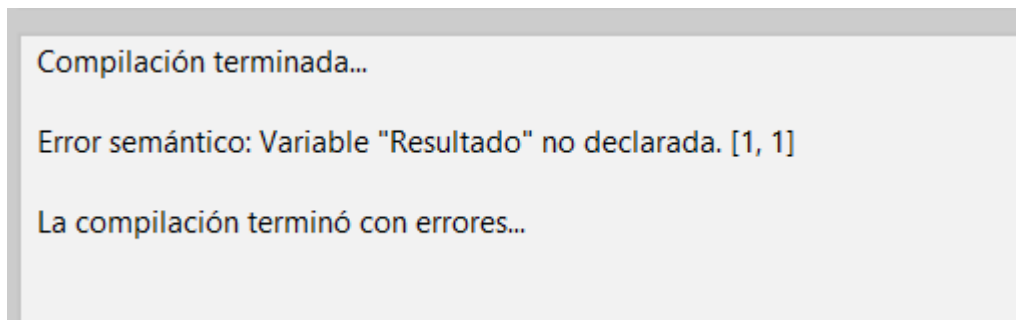 Compilación terminada...
Error semántico: Variable "Resultado" no declarada. [1, 1]
La compilación terminó con errores...